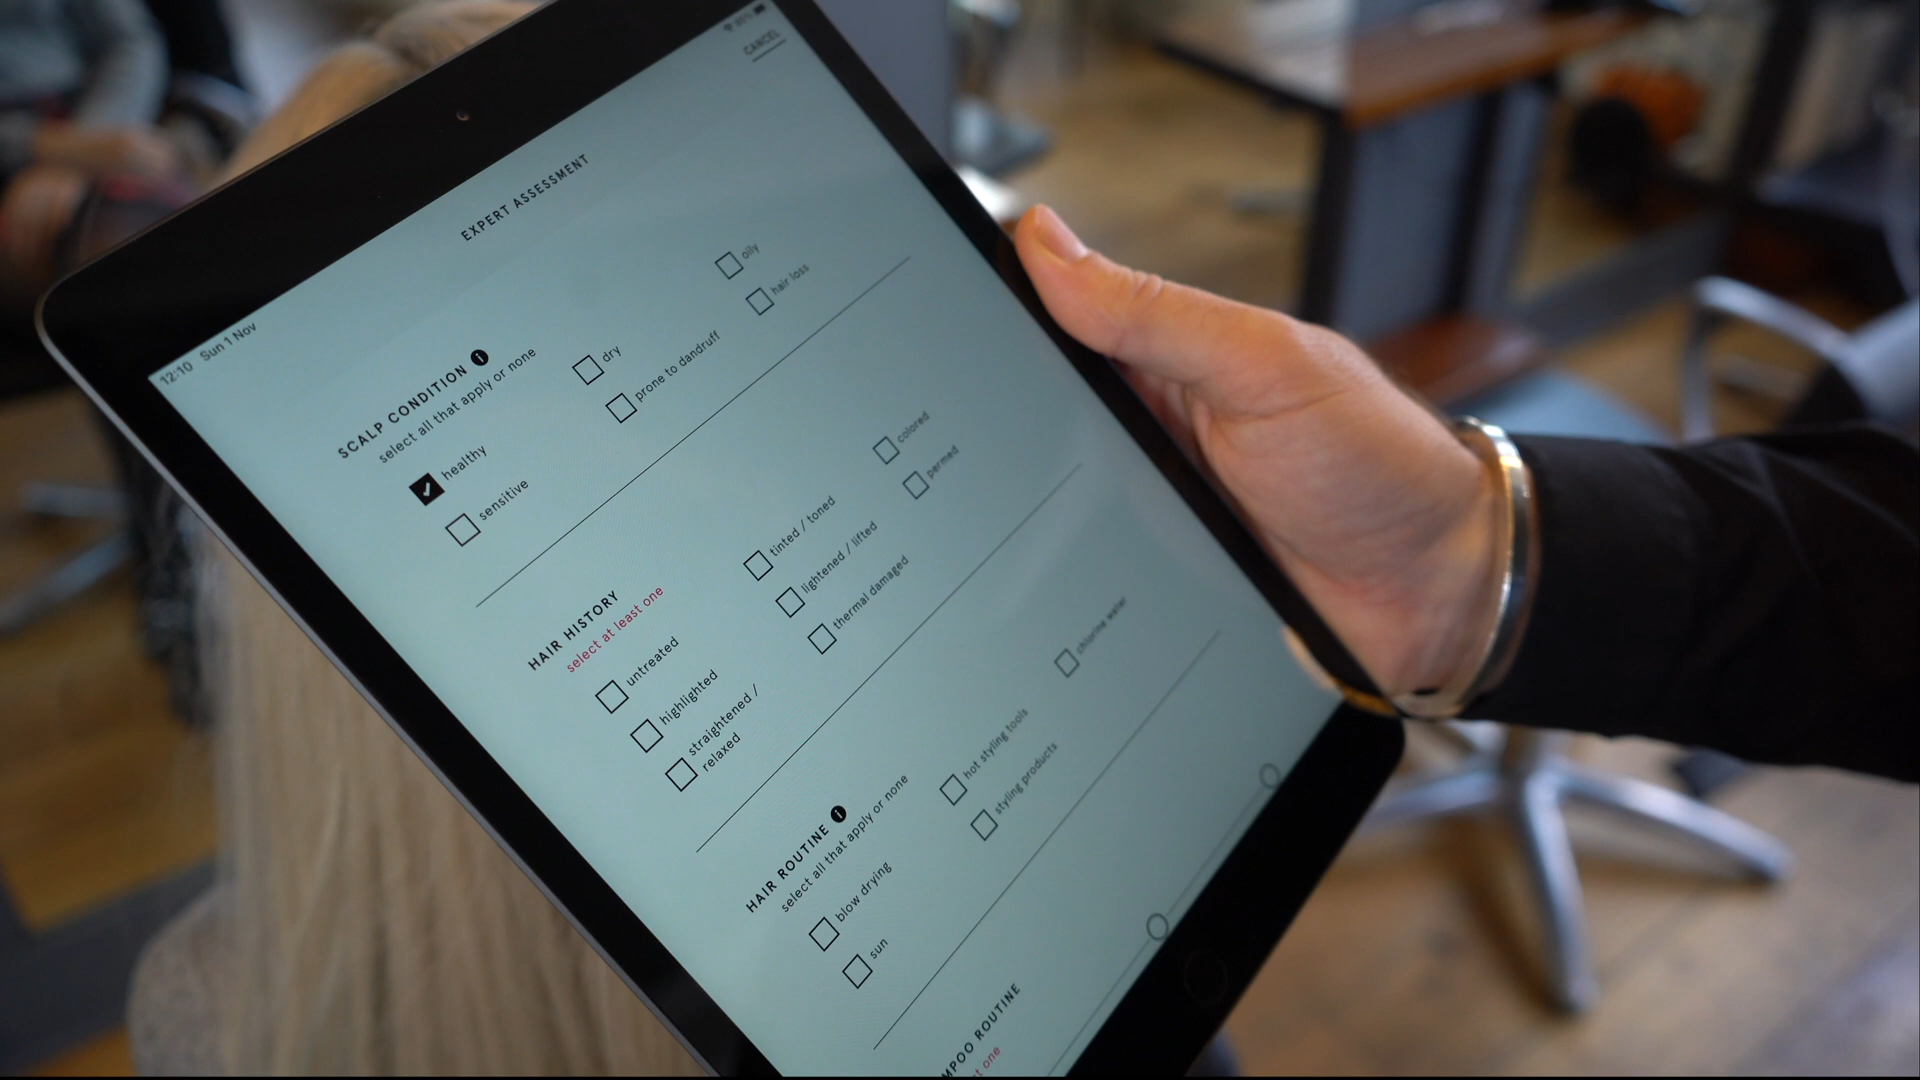 12:10 Sun 1 Nov
CANCEL
EXPERT ASSESSMENT
SCALP CONDITION i
select all that apply or none
healthy
dry
oily
sensitive
prone to dandruff
hair loss
HAIR HISTORY
select at least one
untreated
tinted / toned
colored
highlighted
lightened / lifted
permed
straightened /
relaxed
thermal damaged
HAIR ROUTINE i
select all that apply or none
blow drying
hot styling tools
chlorine water
sun
styling products
MPOO ROUTINE
one